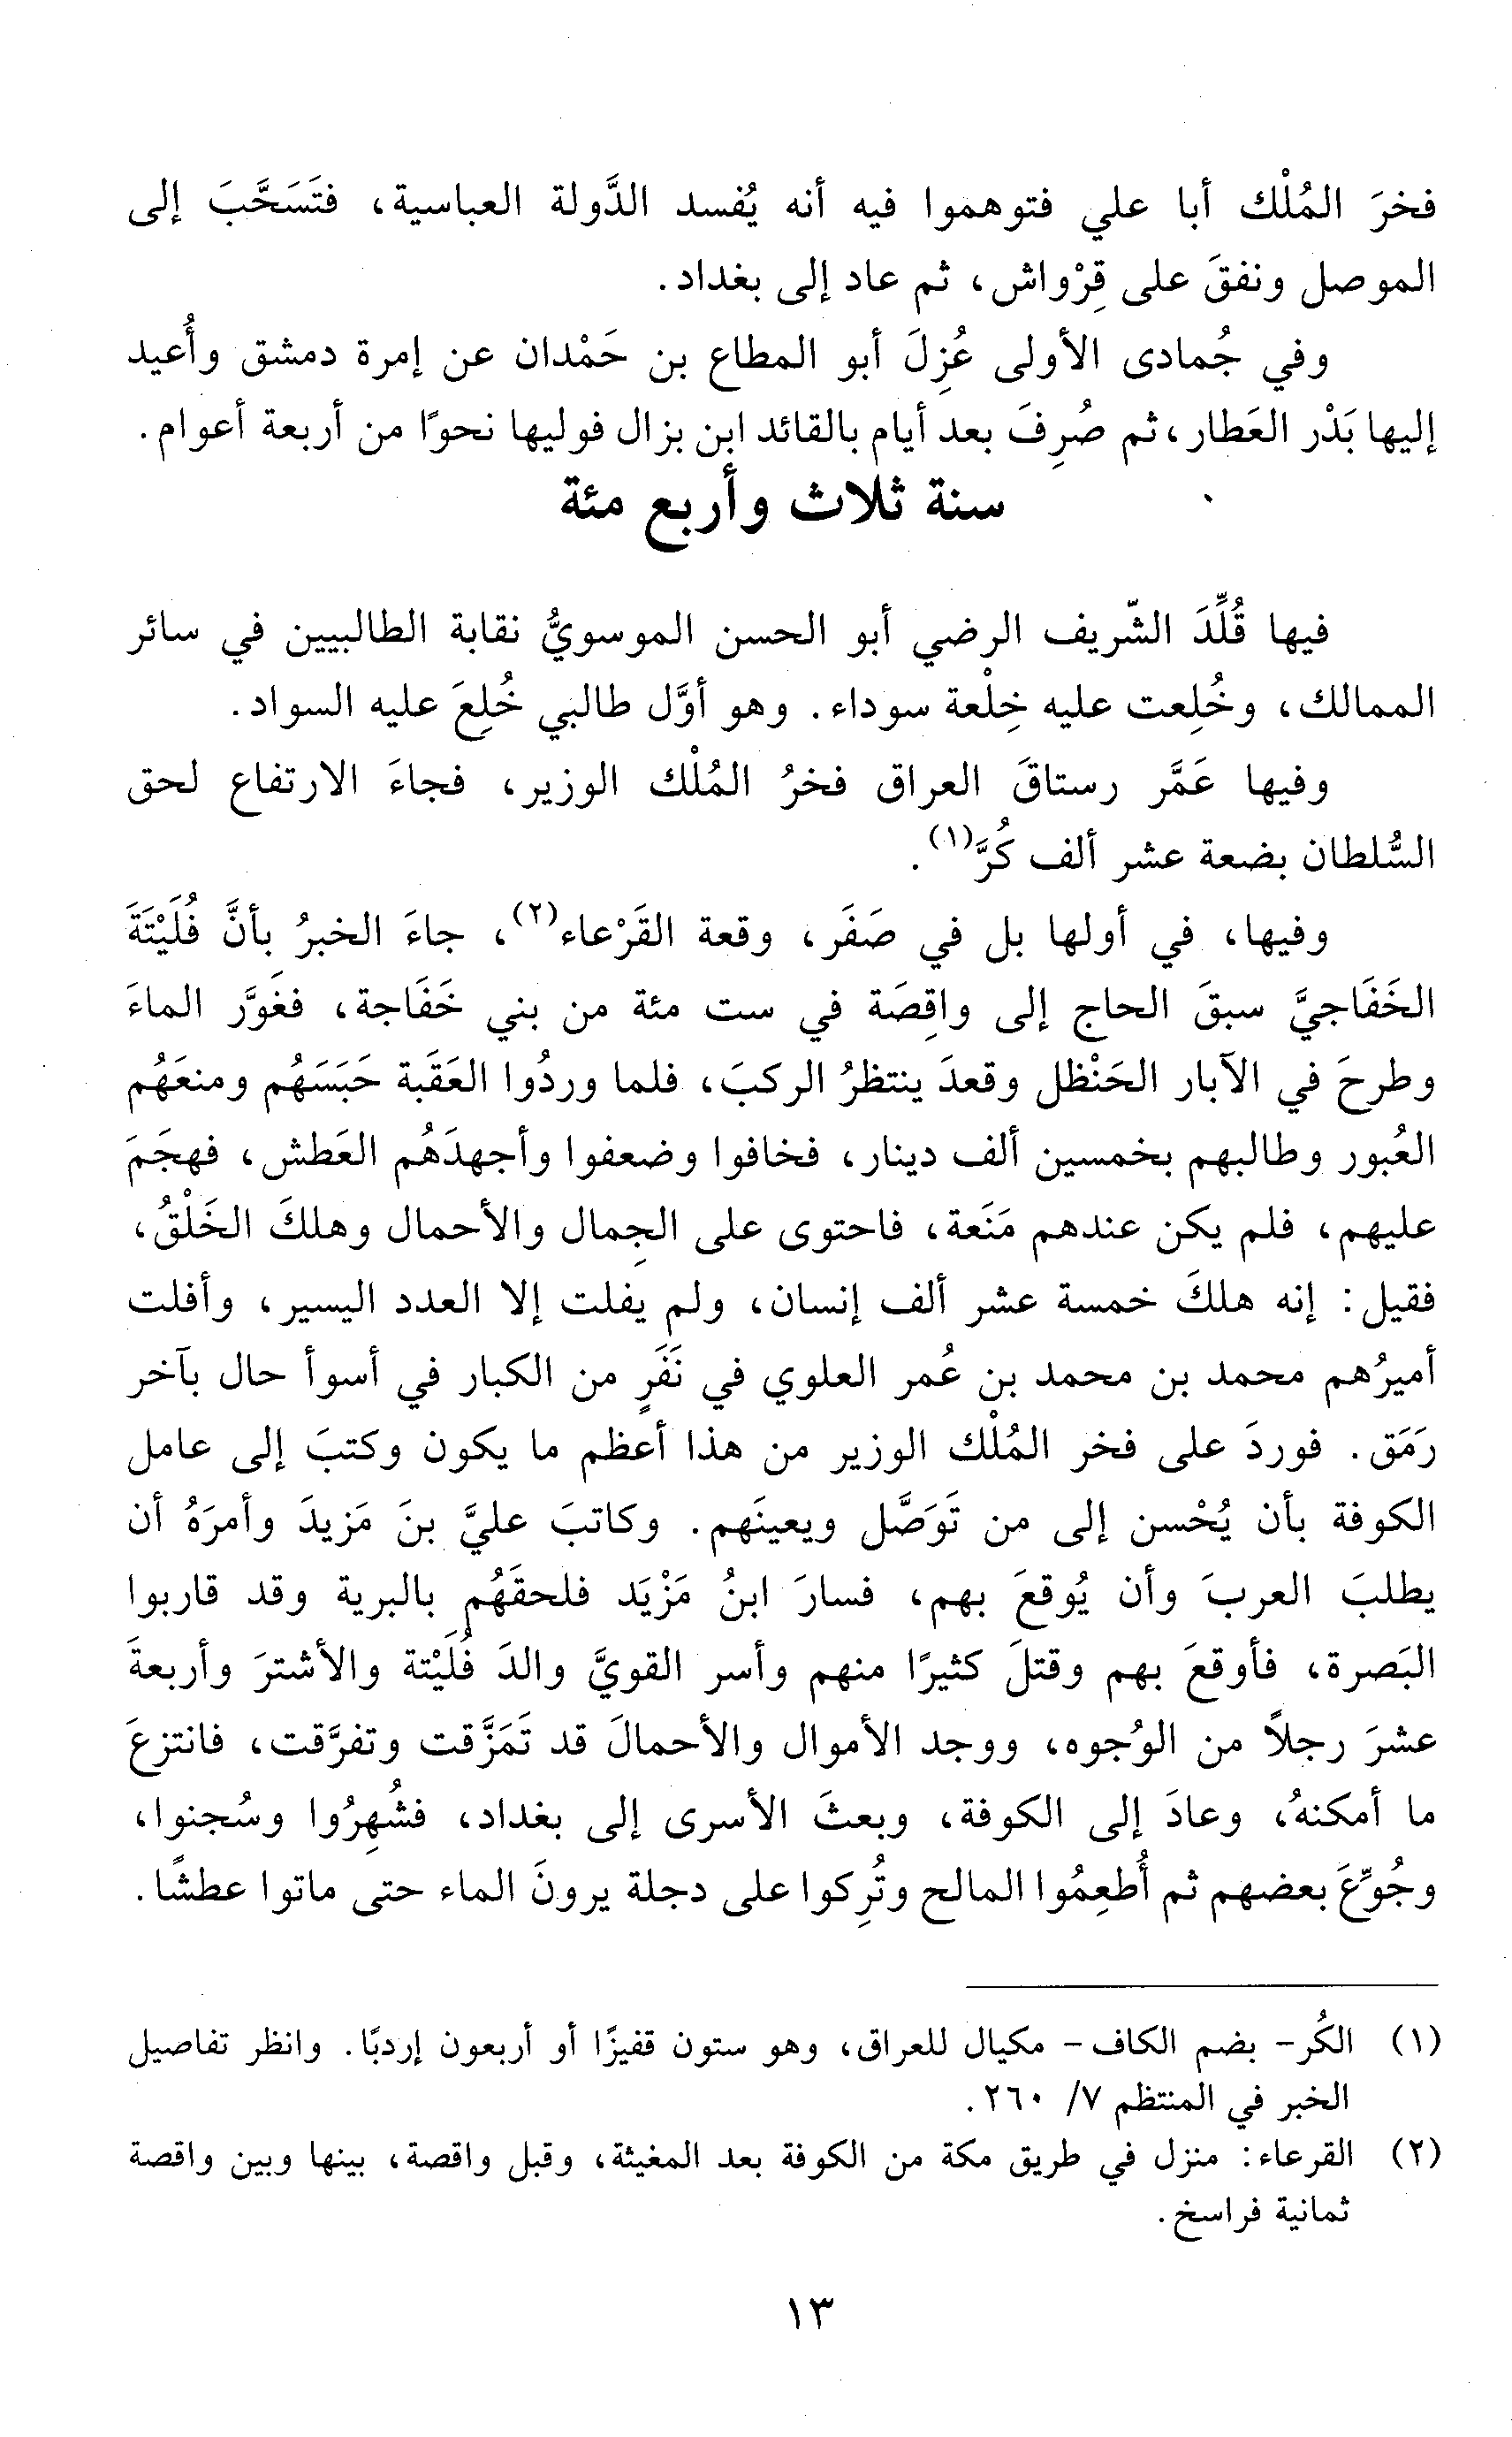 فخرَ المُلْك أبا علي فتوهموا فيه أنه يُفسد الدَّولة العباسية، فتَسَحَّبَ إلى
الموصل ونفقَ على قِرْواش، ثم عاد إلى بغداد.
وفي جُمادى الأولى عُزِلَ أبو المطاع بن حَمْدان عن إمرة دمشق وأُعيد
إليها بَدْر العَطار، ثم صُرِفَ بعد أيام بالقائد ابن بزال فوليها نحوًا من أربعة أعوام.
سنة ثلاث وأربع مئة
فيها قُلِّدَ الشّريف الرضي أبو الحسن الموسويُّ نقابة الطالبيين في سائر
الممالك، وخُلِعت عليه خِلْعة سوداء. وهو أوَّل طالبي خُلِعَ عليه السواد.
وفيها عَمَّر رستاقَ العراق فخرُ المُلْك الوزير، فجاءَ الارتفاع لحق
السُّلطان بضعة عشر ألف كُرَّ(١).
وفيها، في أولها بل في صَفَر، وقعة القَرْعاء(٢)، جاءَ الخبرُ بأنَّ فُلَيْتَةَ
الخَفَاجيَّ سبقَ الحاج إلى واقِصَة في ست مئة من بني خَفَاجة، فغَوَّر الماءَ
وطرحَ في الآبار الحَنْظل وقعدَ ينتظرُ الركبَ، فلما وردُوا العَقَبة حَبَسَهُم ومنعَهُم
العُبور وطالبهم بخمسين ألف دينار، فخافوا وضعفوا وأجهدَهُم العَطش، فهجَمَ
عليهم، فلم يكن عندهم مَنَعة، فاحتوى على الجِمال والأحمال وهلكَ الخَلْقُ،
فقيل: إنه هلكَ خمسة عشر ألف إنسان، ولم يفلت إلا العدد اليسير، وأفلت
أميرُهم محمد بن محمد بن عُمر العلوي في نَفَرٍ من الكبار في أسوأ حال بآخر
رَمَق. فوردَ على فخر المُلْك الوزير من هذا أعظم ما يكون وكتبَ إلى عامل
الكوفة بأن يُحْسن إلى من تَوَصَّل ويعينَهم. وكاتبَ عليَّ بنَ مَزيدَ وأمرَهُ أن
يطلبَ العربَ وأن يُوقعَ بهم، فسارَ ابنُ مَزْيَد فلحقَهُم بالبرية وقد قاربوا
البَصرة، فأوقعَ بهم وقتلَ كثيرًا منهم وأسر القويَّ والدَ فُلَيْتة والأشترَ وأربعةَ
عشرَ رجلاً من الوُجوه، ووجد الأموال والأحمالَ قد تَمَزَّقت وتفرَّقت، فانتزعَ
ما أمكنهُ، وعادَ إلى الكوفة، وبعثَ الأسرى إلى بغداد، فشُهِرُوا وسُجنوا،
وجُوِّعَ بعضهم ثم أُطعِمُوا المالح وتُرِكوا على دجلة يرونَ الماء حتى ماتوا عطشًا.
(١) الكُر- بضم الكاف- مكيال للعراق، وهو ستون قفيزًا أو أربعون إردبًا. وانظر تفاصيل
الخبر في المنتظم ٧/ ٢٦٠.
(٢) القرعاء: منزل في طريق مكة من الكوفة بعد المغيثة، وقبل واقصة، بينها وبين واقصة
ثمانية فراسخ.
١٣